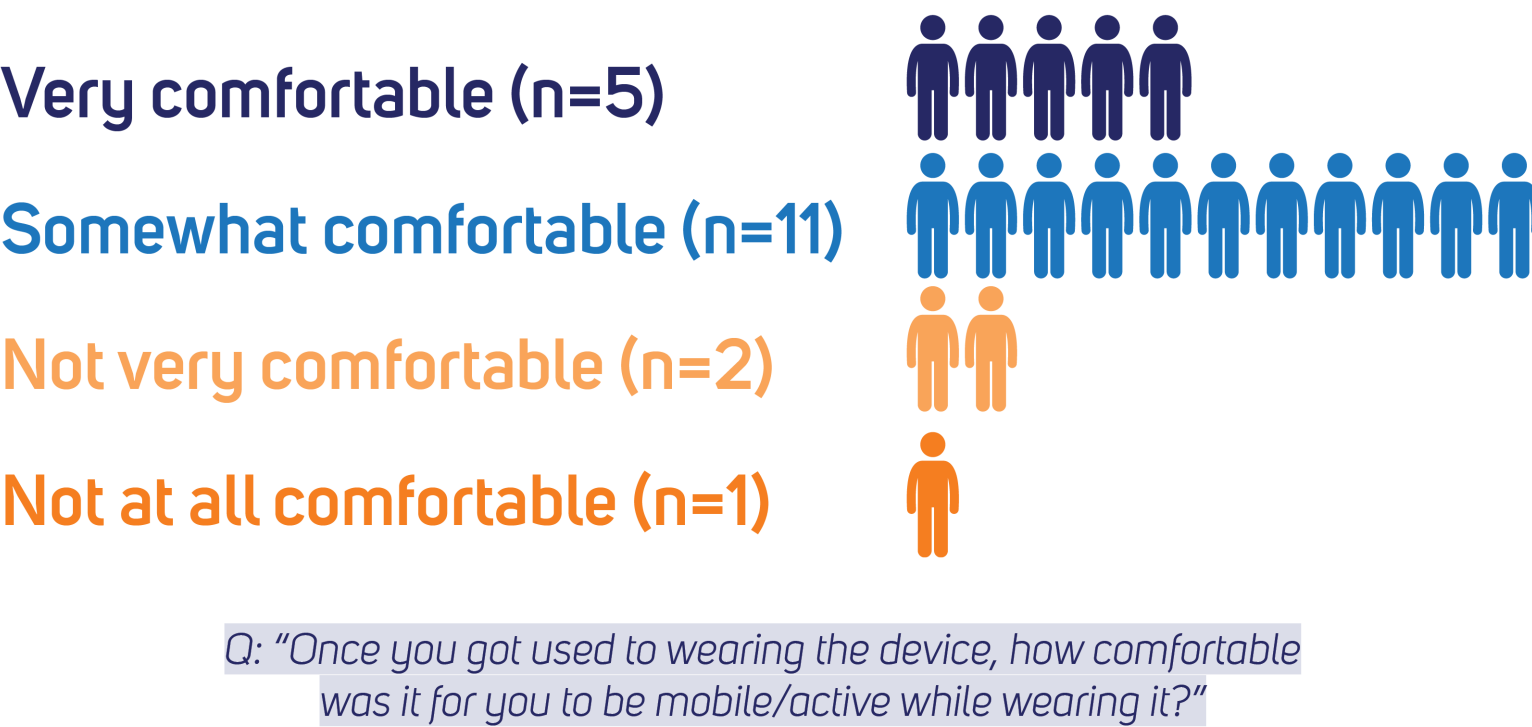 Very comfortable (n=5)
Somewhat comfortable (n=11)
Not very comfortable (n=2)
Not at all comfortable (n=1)
Q: “Once you got used to wearing the device, how comfortable
was it for you to be mobile/active while wearing it?”